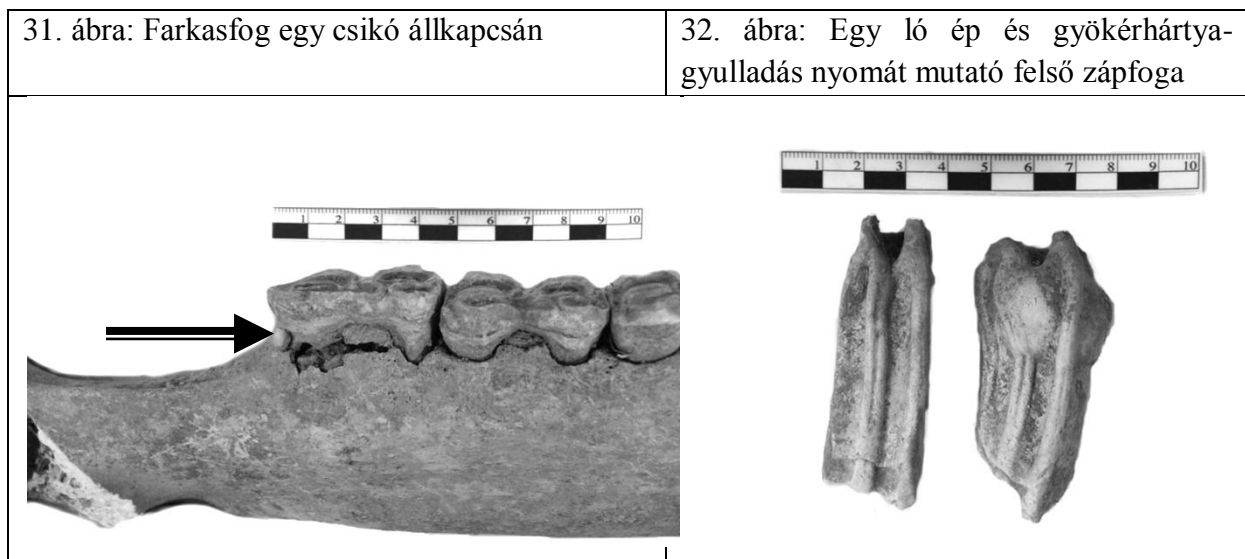 31. ábra: Farkasfog egy csikó állkapcsán
32. ábra: Egy ló ép és gyökérhártya-
gyulladás nyomát mutató felső zápfoga
1 2 3 4 5 6 7 8 9 10
1 2 3 4 5 6 7 8 9 10